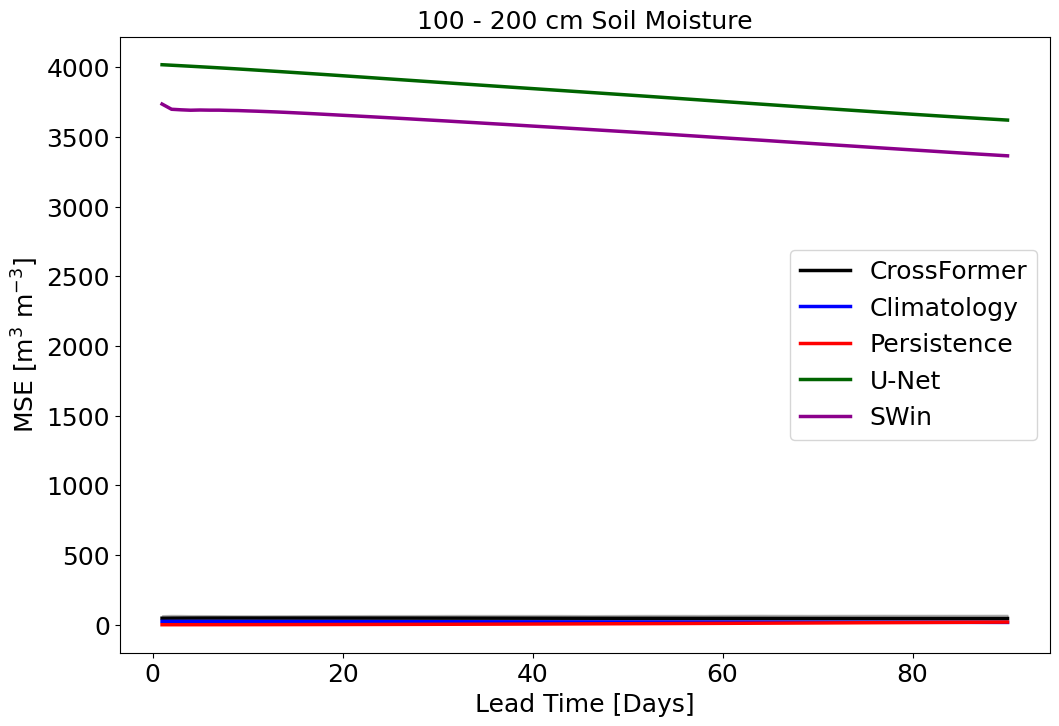 100 - 200 cm Soil Moisture
MSE [m³ m⁻³]
4000
3500
3000
2500
2000
1500
1000
500
0
CrossFormer
Climatology
Persistence
U-Net
SWin
0 20 40 60 80
Lead Time [Days]